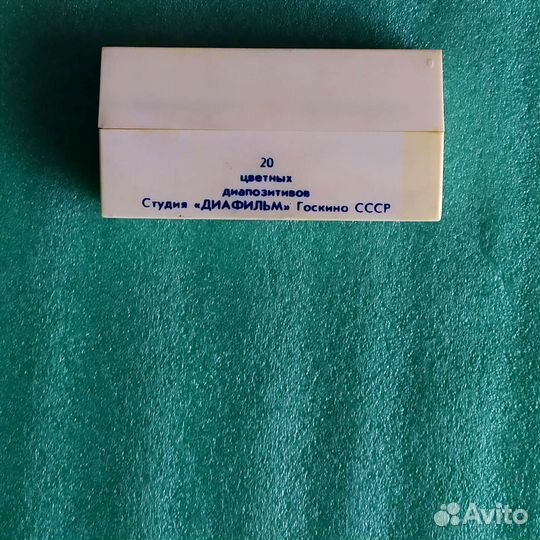 20
цветных
диапозитивов
Студия «ДИАФИЛЬМ» Госкино СССР
Avito